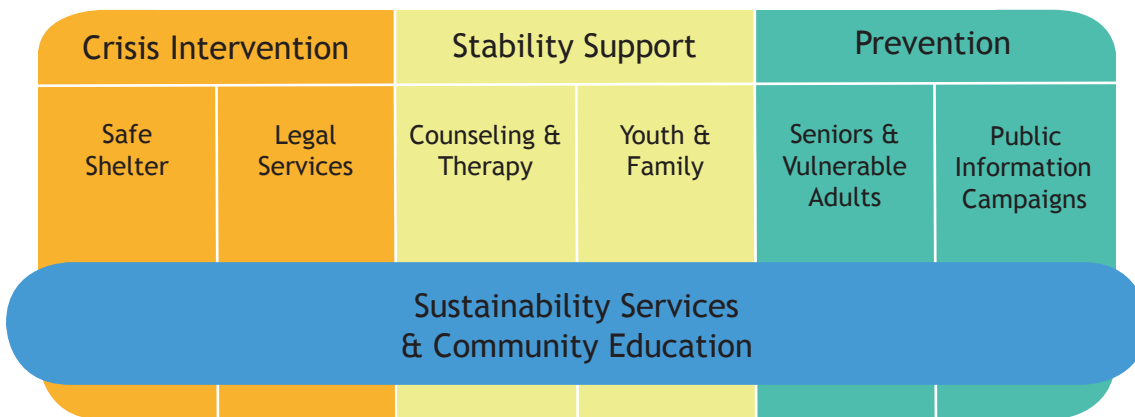 Crisis Intervention
Stability Support
Prevention
Safe
Shelter
Legal
Services
Counseling &
Therapy
Youth &
Family
Seniors &
Vulnerable
Adults
Public
Information
Campaigns
Sustainability Services
& Community Education